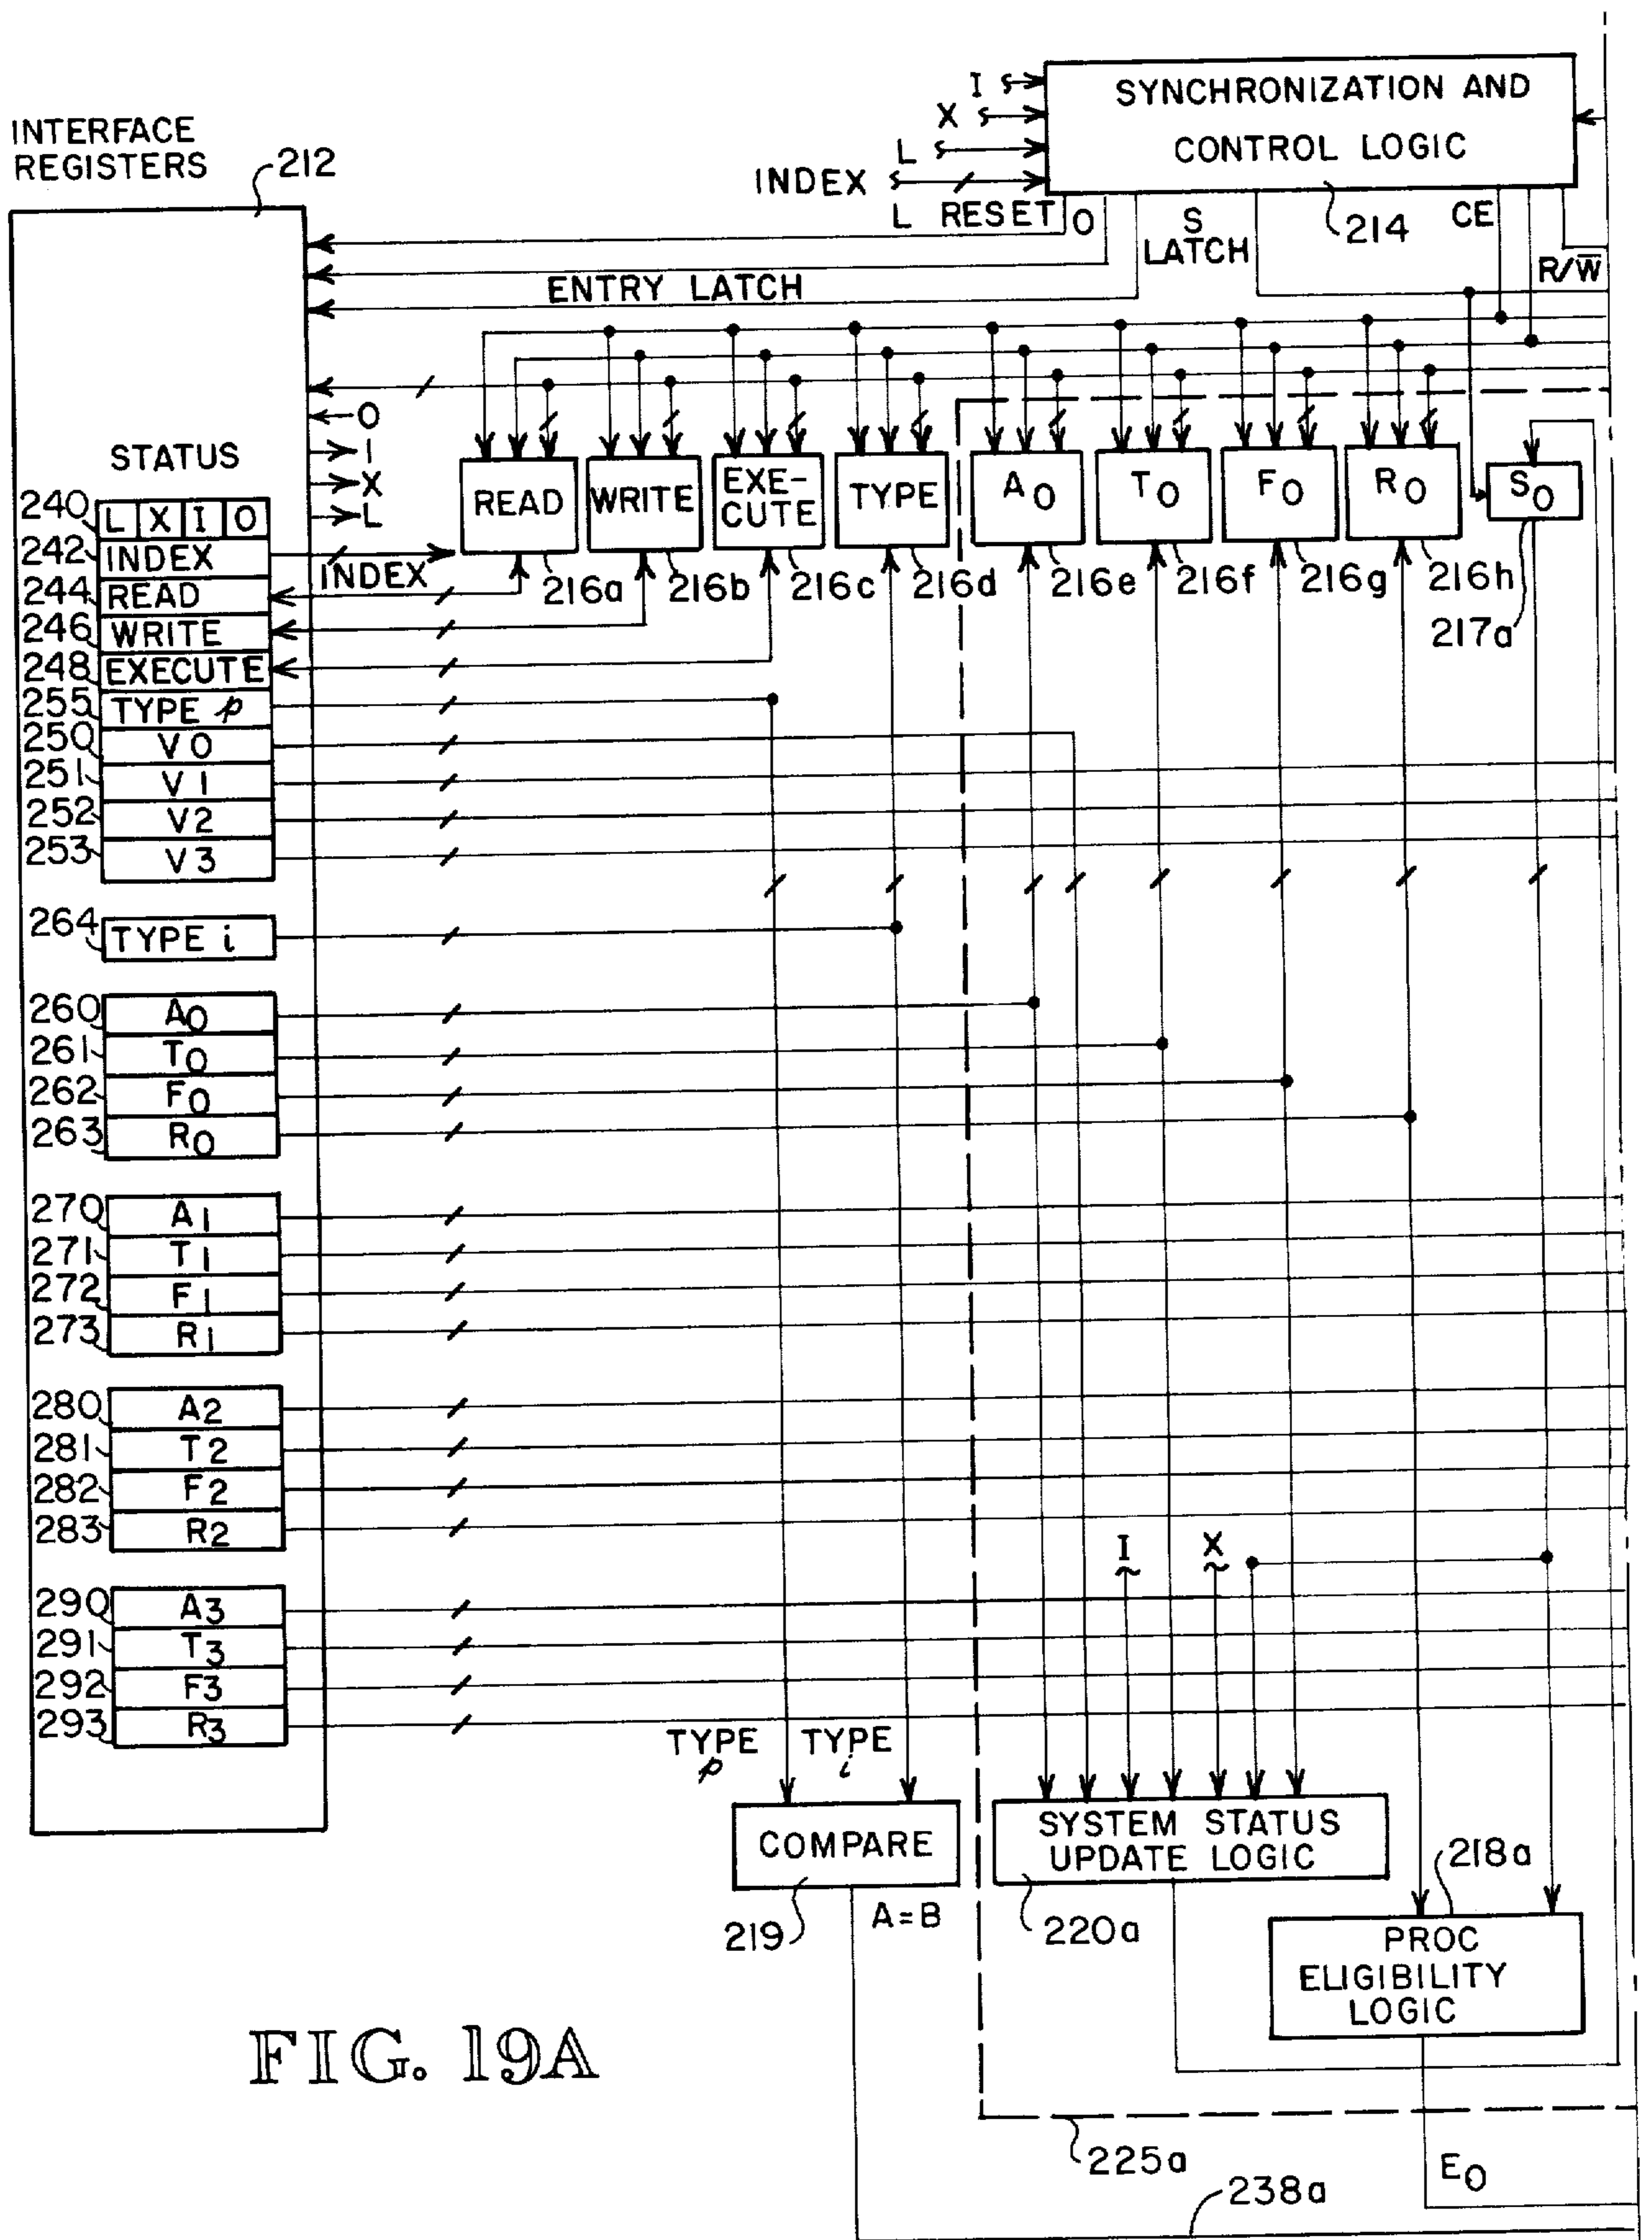 SYNCHRONIZATION AND
CONTROL LOGIC
I
X
L
INDEX
L RESET
O
S
LATCH
214
CE
R/W̅
INTERFACE
REGISTERS
212
ENTRY LATCH
O
I
X
L
STATUS
240 L X I O
242 INDEX
INDEX
244 READ
246 WRITE
248 EXECUTE
255 TYPE p
250 V0
251 V1
252 V2
253 V3
264 TYPE i
260 A0
261 T0
262 F0
263 R0
270 A1
271 T1
272 F1
273 R1
280 A2
281 T2
282 F2
283 R2
290 A3
291 T3
292 F3
293 R3
READ
WRITE
EXE-
CUTE
TYPE
A0
T0
F0
R0
S0
216a
216b
216c
216d
216e
216f
216g
216h
217a
I
X
TYPE
p
TYPE
i
COMPARE
219
A=B
SYSTEM STATUS
UPDATE LOGIC
220a
218a
PROC
ELIGIBILITY
LOGIC
225a
E0
238a
FIG. 19A